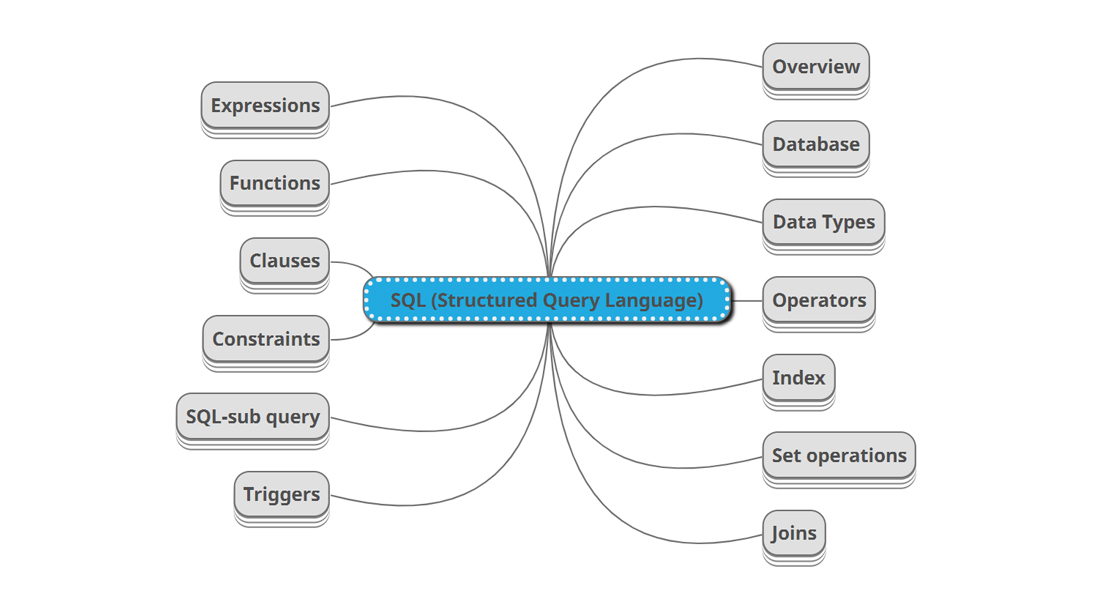 Expressions
Functions
Clauses
Constraints
SQL-sub query
Triggers
SQL (Structured Query Language)
Overview
Database
Data Types
Operators
Index
Set operations
Joins